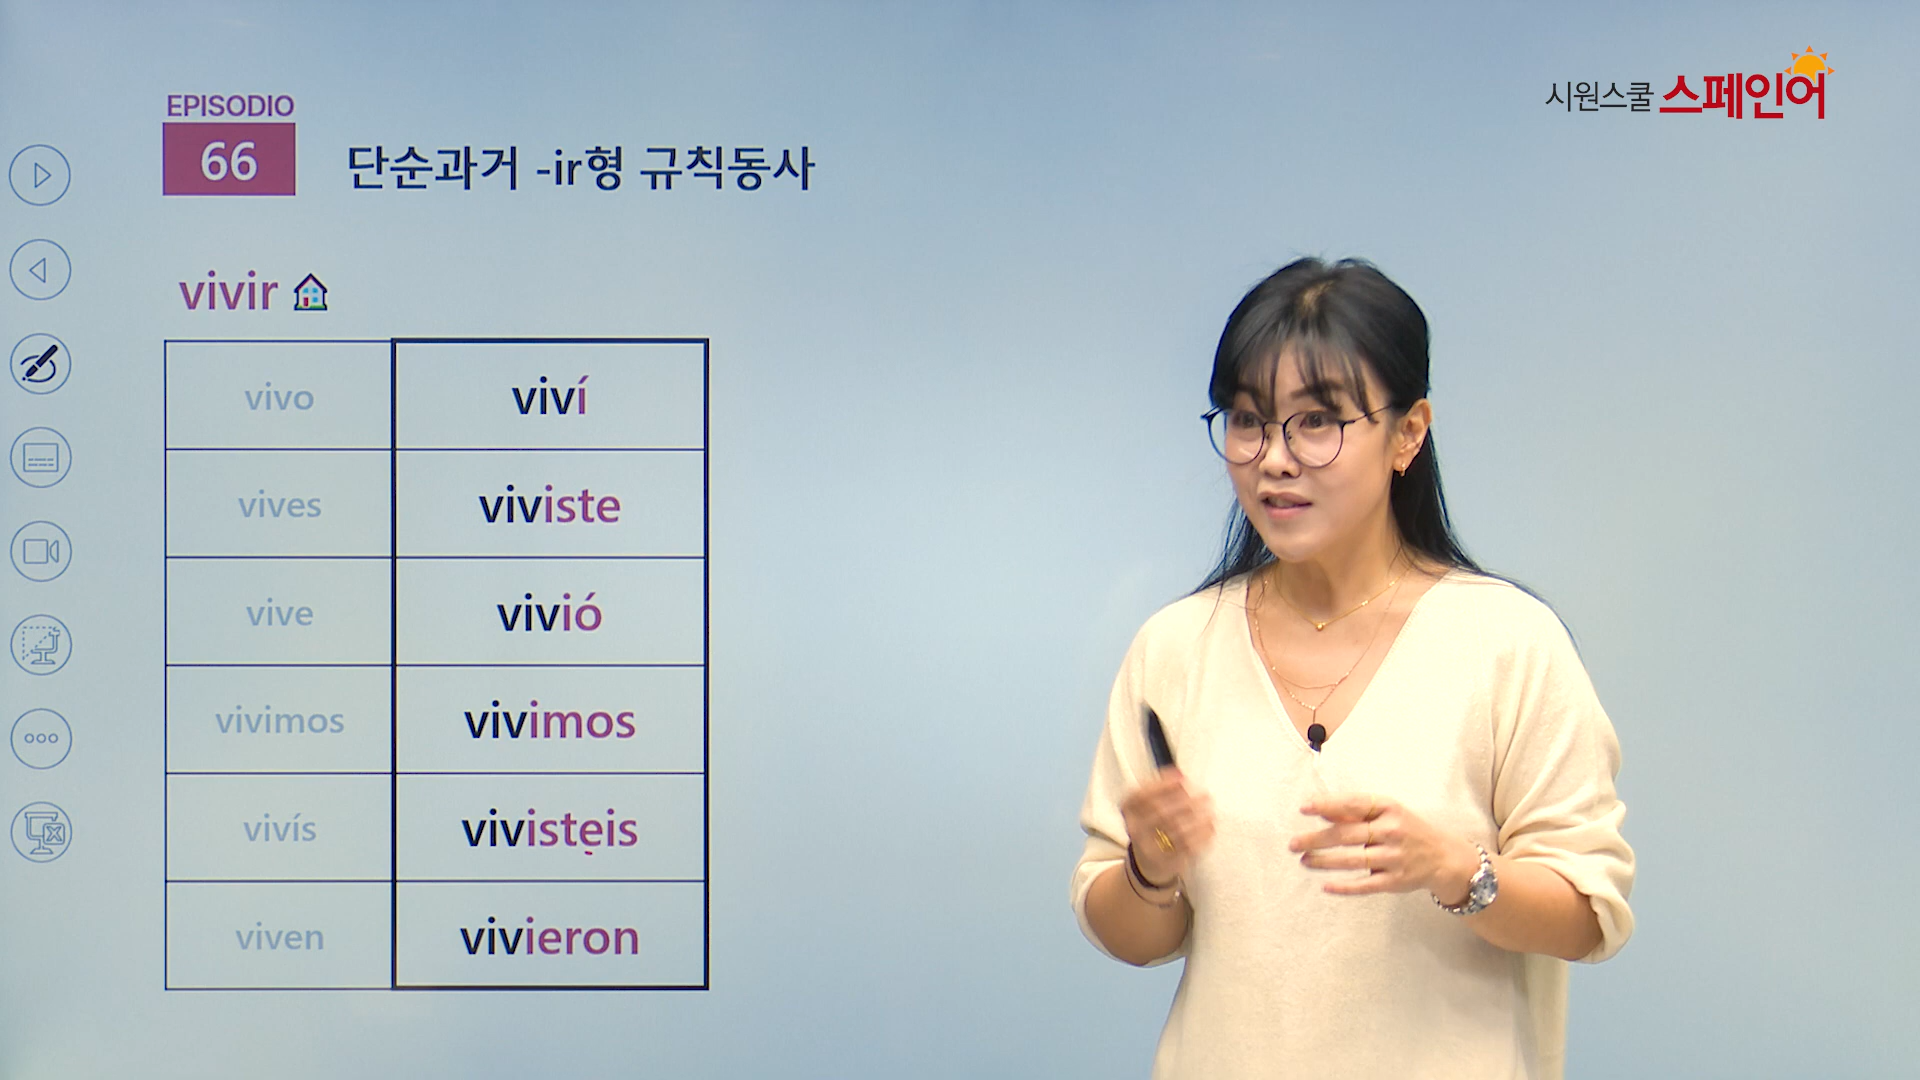 시원스쿨 스페인어
EPISODIO
66
단순과거 -ir형 규칙동사
vivir
vivo viví
vives viviste
vive vivió
vivimos vivimos
vivís vivisteis
viven vivieron